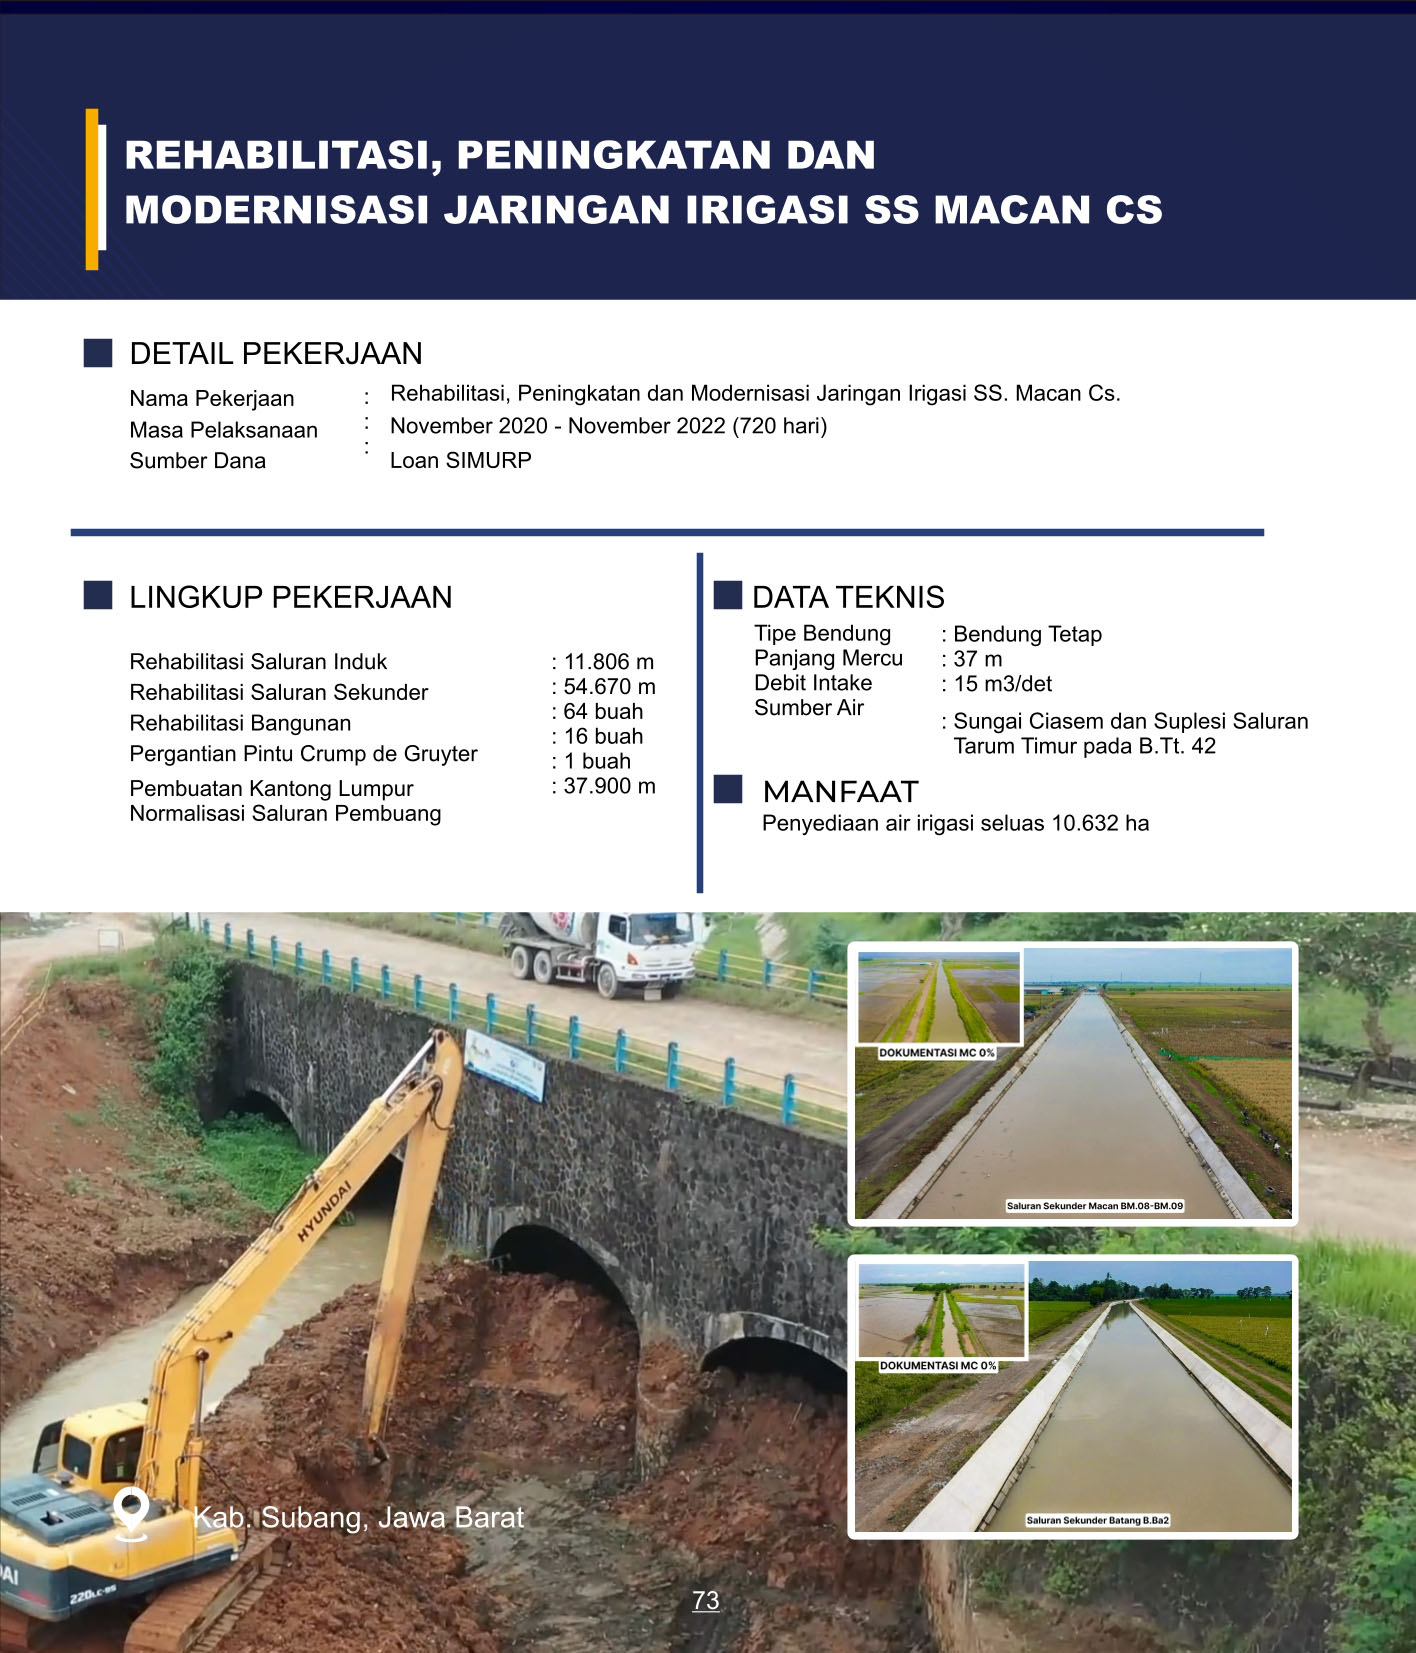 REHABILITASI, PENINGKATAN DAN
MODERNISASI JARINGAN IRIGASI SS MACAN CS
DETAIL PEKERJAAN
Nama Pekerjaan : Rehabilitasi, Peningkatan dan Modernisasi Jaringan Irigasi SS. Macan Cs.
Masa Pelaksanaan : November 2020 - November 2022 (720 hari)
Sumber Dana : Loan SIMURP
LINGKUP PEKERJAAN
Rehabilitasi Saluran Induk : 11.806 m
Rehabilitasi Saluran Sekunder : 54.670 m
Rehabilitasi Bangunan : 64 buah
Pergantian Pintu Crump de Gruyter : 16 buah
Pembuatan Kantong Lumpur : 1 buah
Normalisasi Saluran Pembuang : 37.900 m
DATA TEKNIS
Tipe Bendung : Bendung Tetap
Panjang Mercu : 37 m
Debit Intake : 15 m3/det
Sumber Air : Sungai Ciasem dan Suplesi Saluran
Tarum Timur pada B.Tt. 42
MANFAAT
Penyediaan air irigasi seluas 10.632 ha
DOKUMENTASI MC 0%
Saluran Sekunder Macan BM.08-BM.09
DOKUMENTASI MC 0%
Saluran Sekunder Batang B.Ba2
HYUNDAI
Kab. Subang, Jawa Barat
DAI
220LC-9S
73